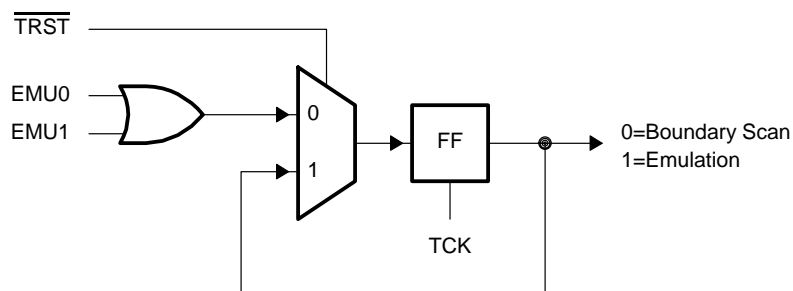 TRST
EMU0
EMU1
0
1
FF
TCK
0=Boundary Scan
1=Emulation